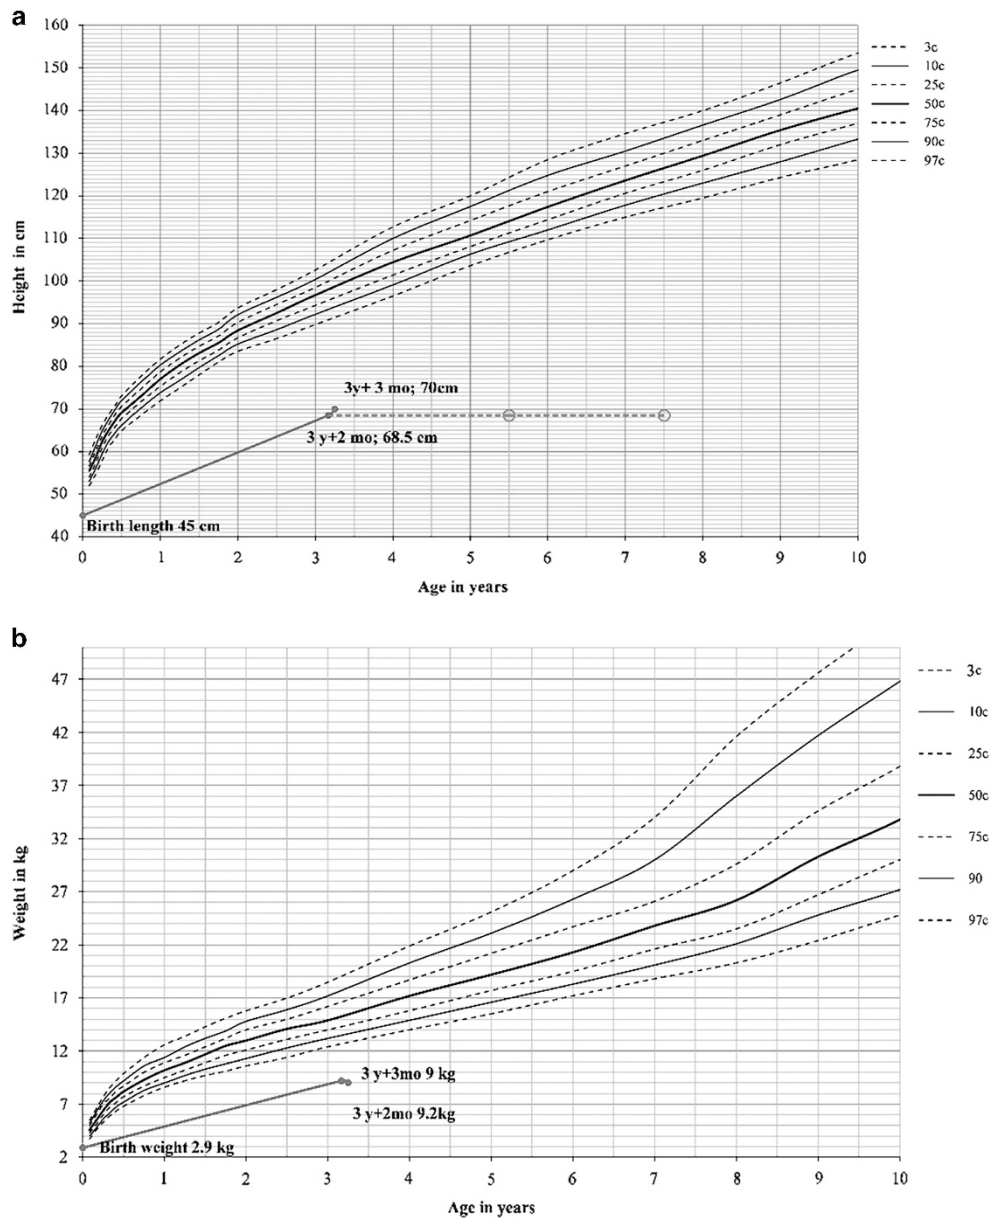 a
160
150
140
130
120
110
100
90
80
70
60
50
40
Height in cm
0 1 2 3 4 5 6 7 8 9 10
Age in years
3y+ 3 mo; 70cm
3 y+2 mo; 68.5 cm
Birth length 45 cm
3c
10c
25c
50c
75c
90c
97c
b
47
42
37
32
27
22
17
12
7
2
Weight in kg
0 1 2 3 4 5 6 7 8 9 10
Age in years
3 y+3mo 9 kg
3 y+2mo 9.2kg
Birth weight 2.9 kg
3c
10c
25c
50c
75c
90
97c